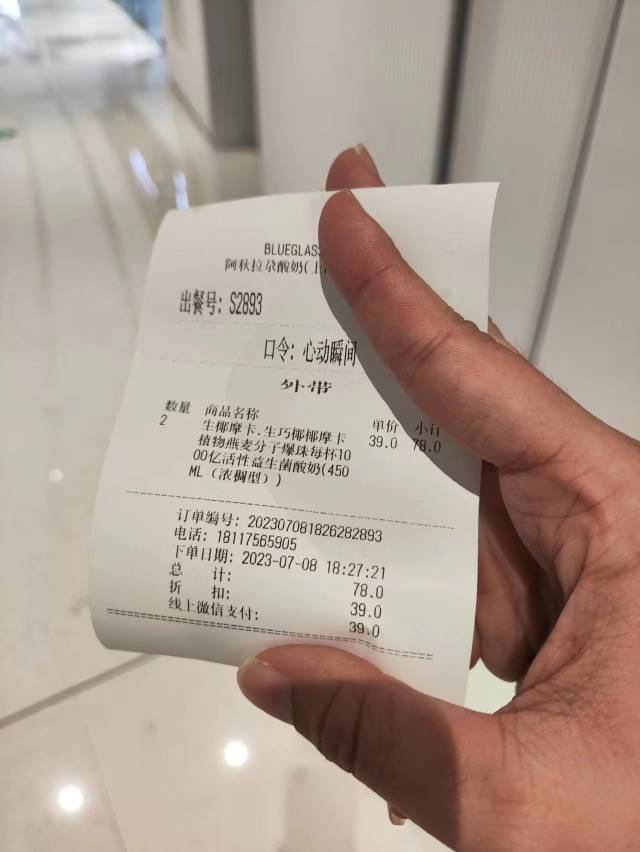 BLUEGLASS
阿秋拉尕酸奶(上
出餐号: S2893
口令: 心动瞬间
外带
数量 商品名称 单价 小计
2 生椰摩卡.生巧椰椰摩卡 39.0 78.0
植物燕麦分子爆珠每杯10
00亿活性益生菌酸奶(450
ML(浓稠型))
订单编号: 202307081826282893
电话: 18117565905
下单日期: 2023-07-08 18:27:21
总 计: 78.0
折 扣: 39.0
线上微信支付: 39.0